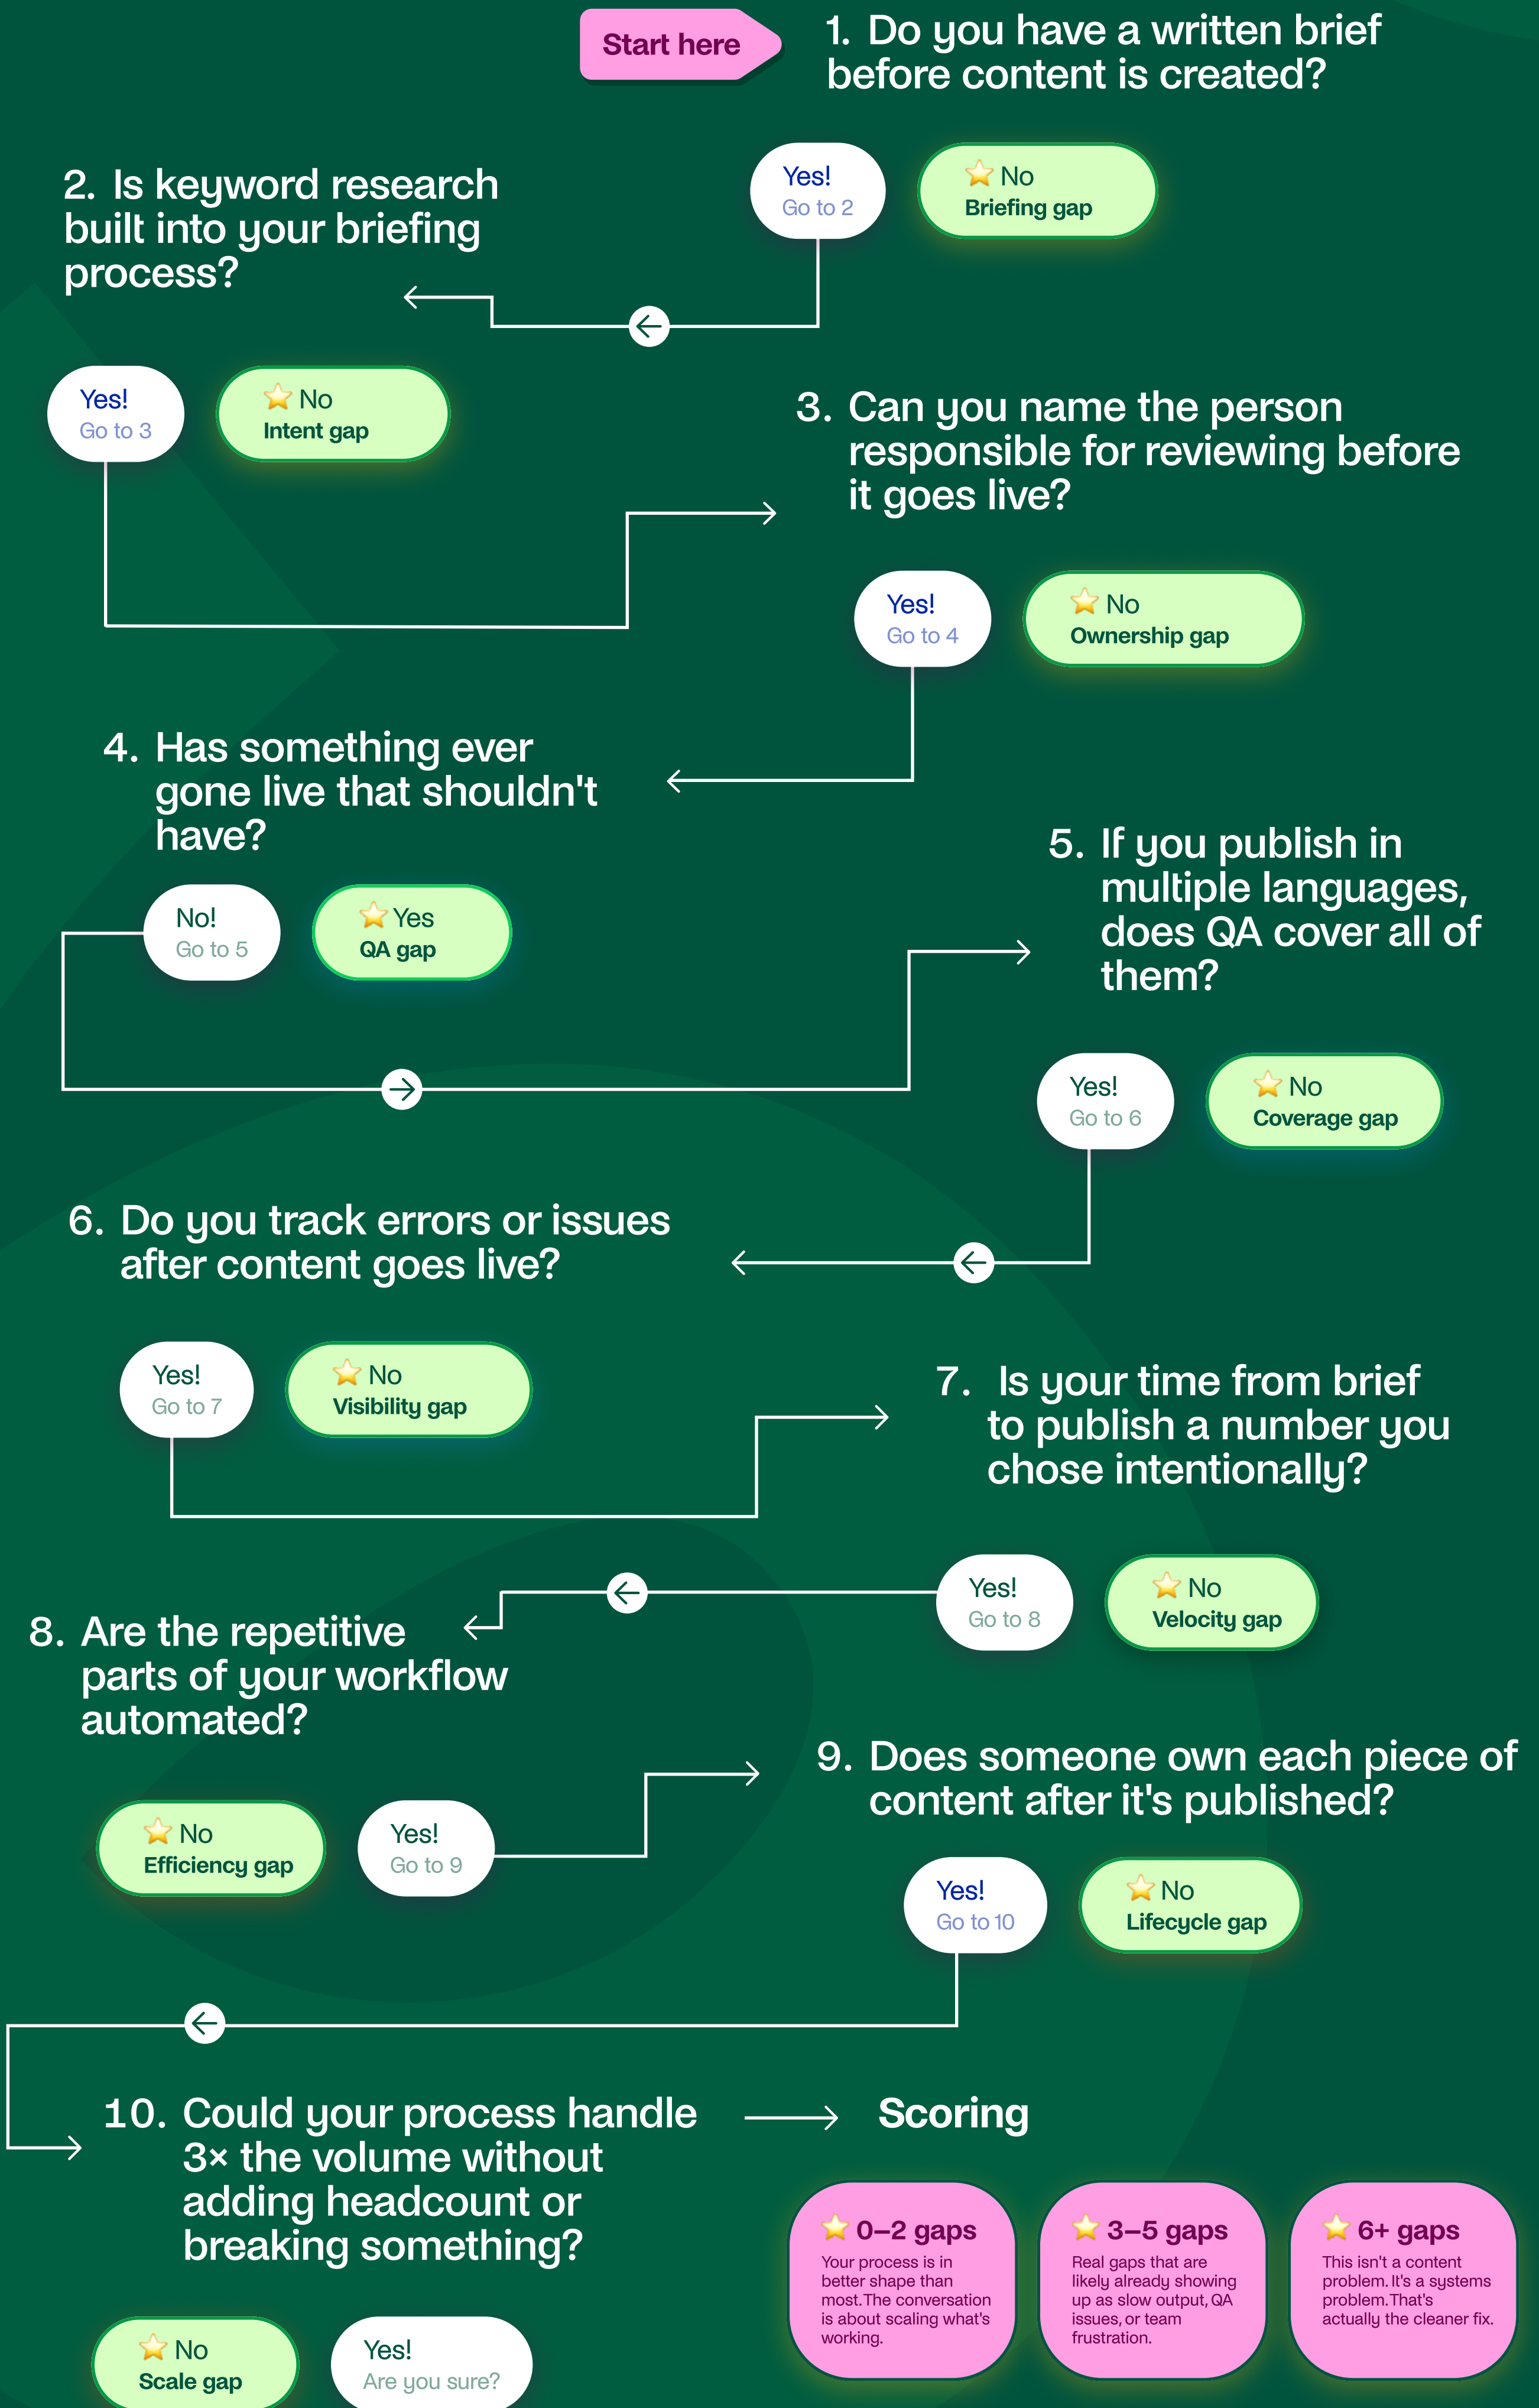 Start here
1. Do you have a written brief
before content is created?
Yes!
Go to 2
⭐ No
Briefing gap
2. Is keyword research
built into your briefing
process?
Yes!
Go to 3
⭐ No
Intent gap
3. Can you name the person
responsible for reviewing before
it goes live?
Yes!
Go to 4
⭐ No
Ownership gap
4. Has something ever
gone live that shouldn't
have?
No!
Go to 5
⭐ Yes
QA gap
5. If you publish in
multiple languages,
does QA cover all of
them?
Yes!
Go to 6
⭐ No
Coverage gap
6. Do you track errors or issues
after content goes live?
Yes!
Go to 7
⭐ No
Visibility gap
7. Is your time from brief
to publish a number you
chose intentionally?
Yes!
Go to 8
⭐ No
Velocity gap
8. Are the repetitive
parts of your workflow
automated?
⭐ No
Efficiency gap
Yes!
Go to 9
9. Does someone own each piece of
content after it's published?
Yes!
Go to 10
⭐ No
Lifecycle gap
10. Could your process handle
3× the volume without
adding headcount or
breaking something?
⭐ No
Scale gap
Yes!
Are you sure?
Scoring
⭐ 0–2 gaps
Your process is in
better shape than
most. The conversation
is about scaling what's
working.
⭐ 3–5 gaps
Real gaps that are
likely already showing
up as slow output, QA
issues, or team
frustration.
⭐ 6+ gaps
This isn't a content
problem. It's a systems
problem. That's
actually the cleaner fix.